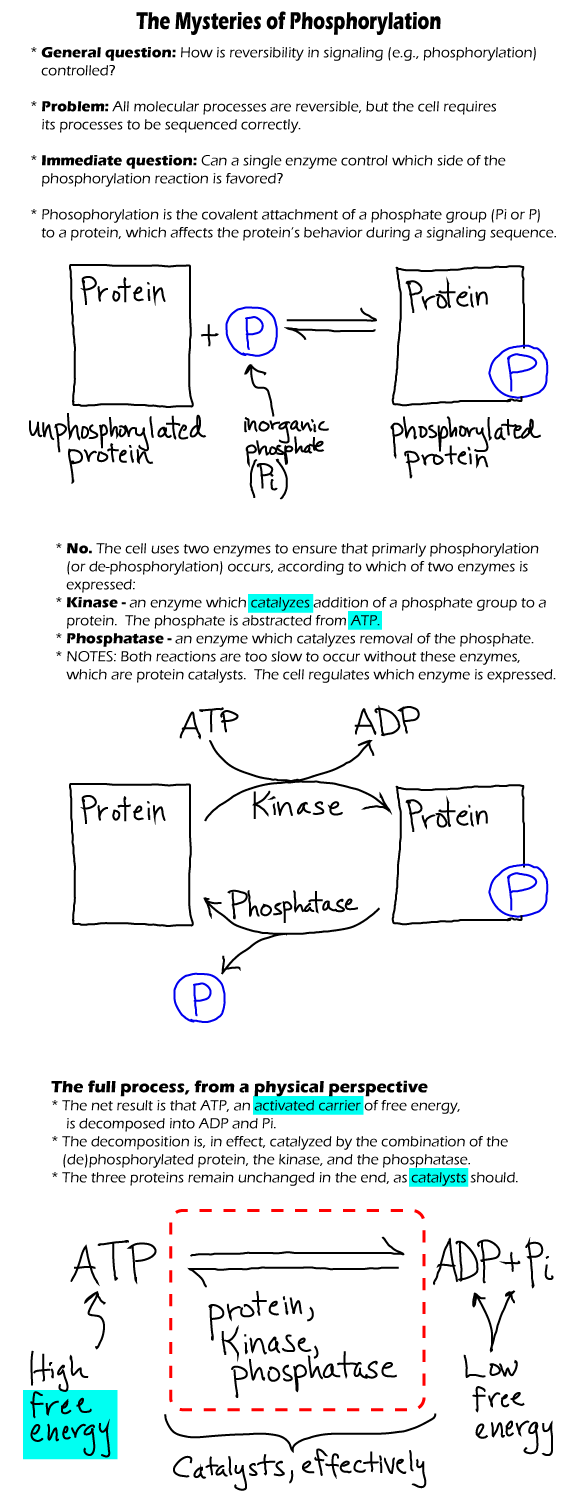 The Mysteries of Phosphorylation
* General question: How is reversibility in signaling (e.g., phosphorylation)
controlled?
* Problem: All molecular processes are reversible, but the cell requires
its processes to be sequenced correctly.
* Immediate question: Can a single enzyme control which side of the
phosphorylation reaction is favored?
* Phosophorylation is the covalent attachment of a phosphate group (Pi or P)
to a protein, which affects the protein's behavior during a signaling sequence.
Protein
+ P
Protein
P
unphosphorylated
protein
inorganic
phosphate
(Pi)
phosphorylated
protein
* No. The cell uses two enzymes to ensure that primarly phosphorylation
(or de-phosphorylation) occurs, according to which of two enzymes is
expressed:
* Kinase - an enzyme which catalyzes addition of a phosphate group to a
protein. The phosphate is abstracted from ATP.
* Phosphatase - an enzyme which catalyzes removal of the phosphate.
* NOTES: Both reactions are too slow to occur without these enzymes,
which are protein catalysts. The cell regulates which enzyme is expressed.
ATP
ADP
Protein
Kinase
Protein
P
Phosphatase
P
The full process, from a physical perspective
* The net result is that ATP, an activated carrier of free energy,
is decomposed into ADP and Pi.
* The decomposition is, in effect, catalyzed by the combination of the
(de)phosphorylated protein, the kinase, and the phosphatase.
* The three proteins remain unchanged in the end, as catalysts should.
ATP
ADP+Pi
protein,
Kinase,
phosphatase
High
free
energy
Low
free
energy
Catalysts, effectively